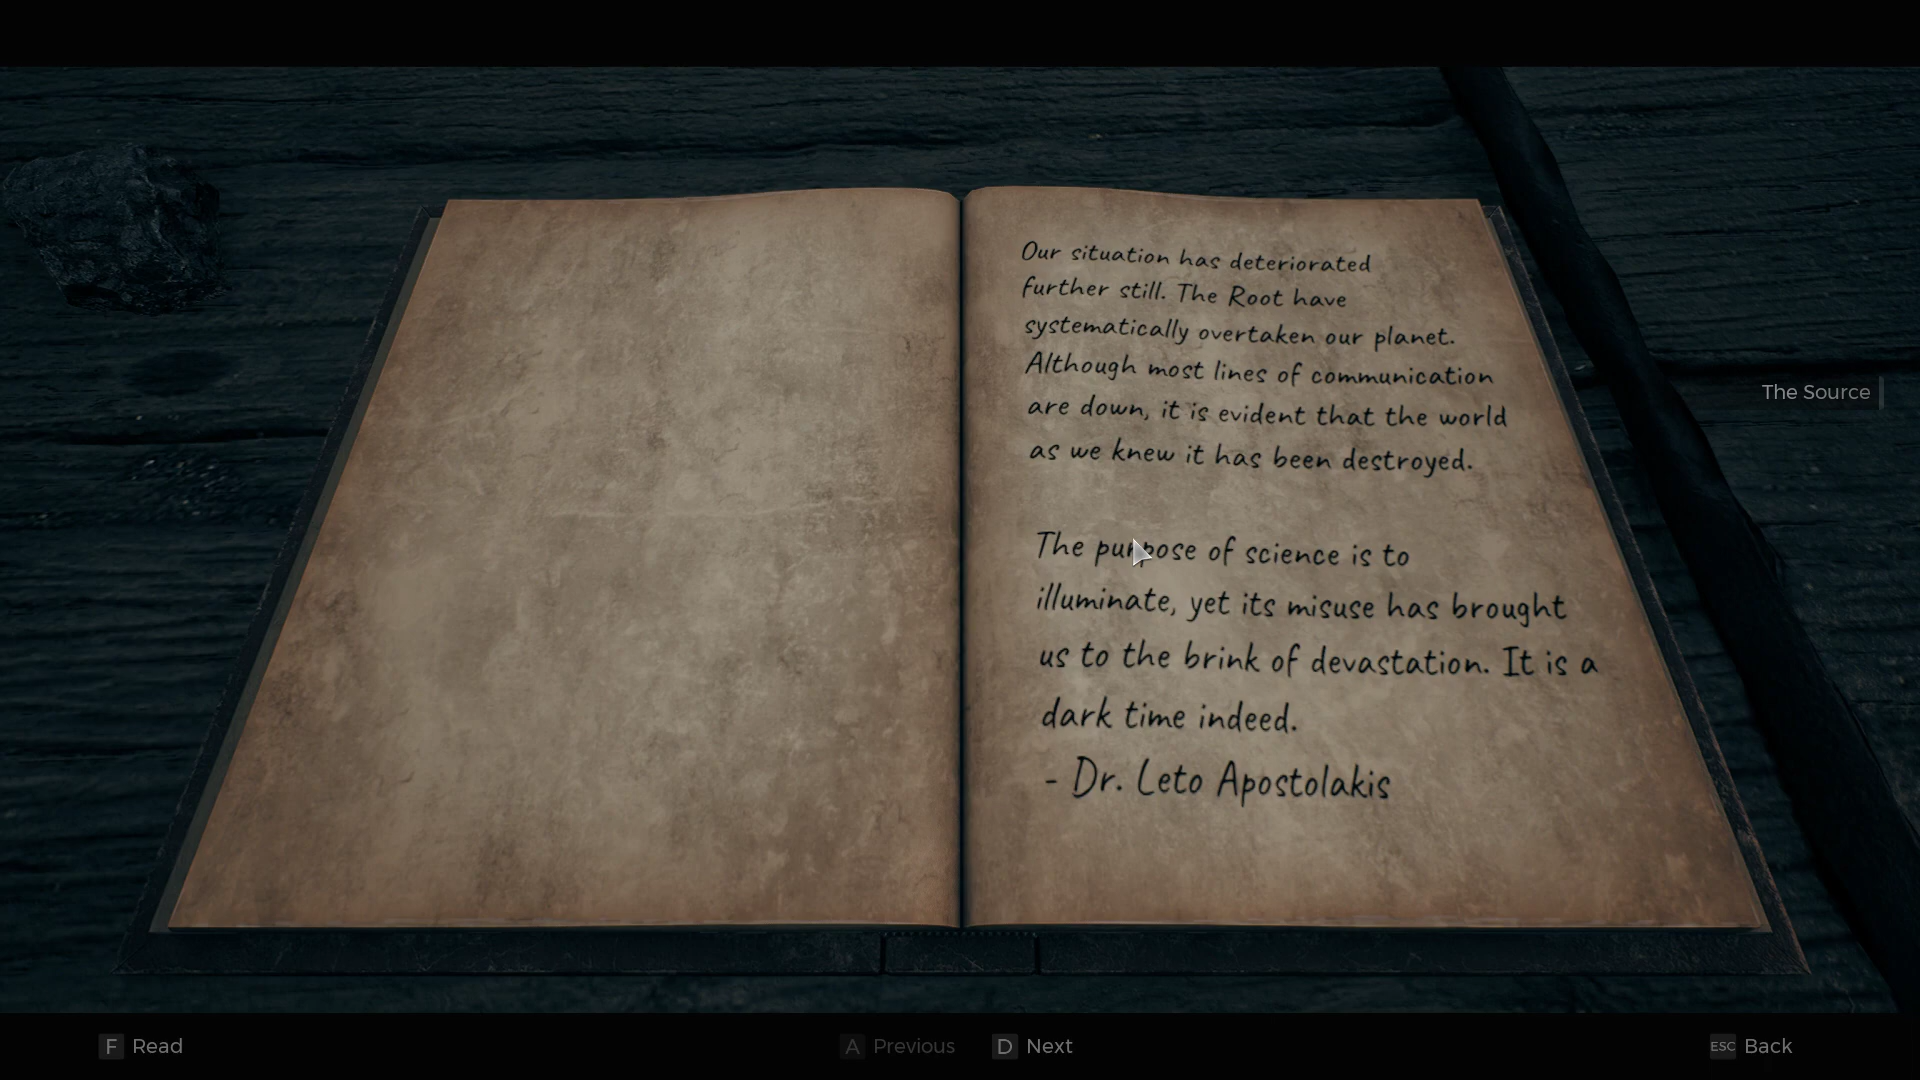 Our situation has deteriorated
further still. The Root have
systematically overtaken our planet.
Although most lines of communication
are down, it is evident that the world
as we knew it has been destroyed.
The purpose of science is to
illuminate, yet its misuse has brought
us to the brink of devastation. It is a
dark time indeed.
- Dr. Leto Apostolakis
The Source
F Read
A Previous
D Next
ESC Back